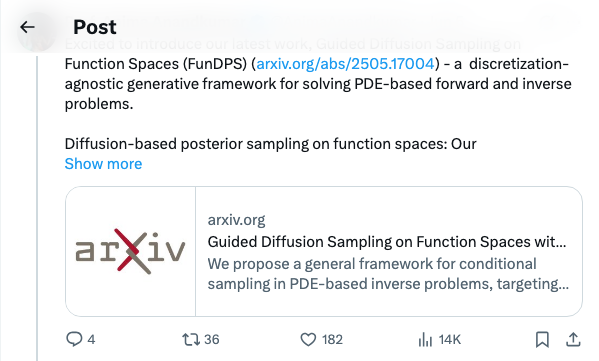 Post
Excited to introduce our latest work, Guided Diffusion Sampling on
Function Spaces (FunDPS) (arxiv.org/abs/2505.17004) - a discretization-
agnostic generative framework for solving PDE-based forward and inverse
problems.
Diffusion-based posterior sampling on function spaces: Our
Show more
arXiv
arxiv.org
Guided Diffusion Sampling on Function Spaces wit...
We propose a general framework for conditional
sampling in PDE-based inverse problems, targeting...
4 36 182 14K